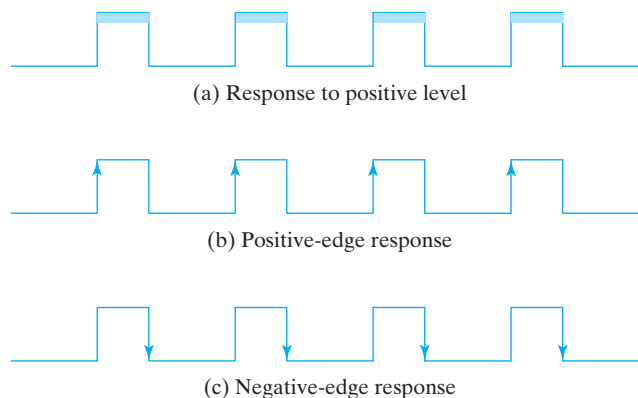 (a) Response to positive level
(b) Positive-edge response
(c) Negative-edge response